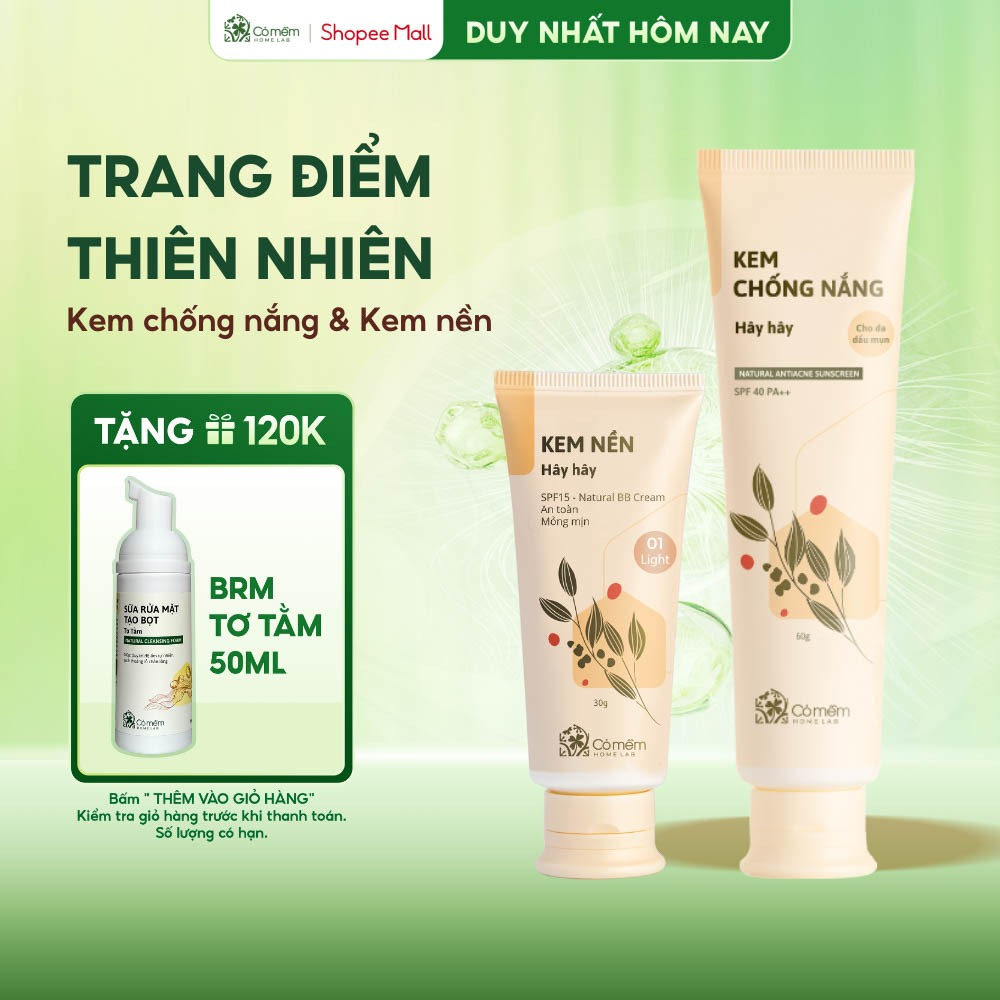 Cỏ mềm
HOME LAB
Shopee Mall
DUY NHẤT HÔM NAY
TRANG ĐIỂM
THIÊN NHIÊN
Kem chống nắng & Kem nền
TẶNG 120K
SỮA RỬA MẶT
TẠO BỌT
Tơ Tằm
NATURAL CLEANSING FOAM
Cỏ mềm
HOME LAB
BRM
TƠ TẰM
50ML
Bấm " THÊM VÀO GIỎ HÀNG"
Kiểm tra giỏ hàng trước khi thanh toán.
Số lượng có hạn.
KEM NỀN
Hây hây
SPF15 - Natural BB Cream
An toàn
Mỏng mịn
01
Light
30g
Cỏ mềm
HOME LAB
KEM
CHỐNG NẮNG
Hây hây
Cho da
dầu mụn
NATURAL ANTIACNE SUNSCREEN
SPF 40 PA++
60g
Cỏ mềm
HOME LAB